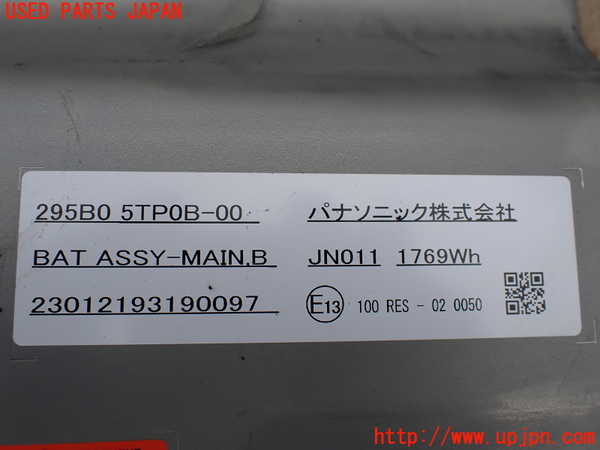 USED PARTS JAPAN
295B0 5TP0B-00 パナソニック株式会社
BAT ASSY-MAIN,B JN011 1769Wh
23012193190097 E13 100 RES - 02 0050
UPJ http://www.upjpn.com/